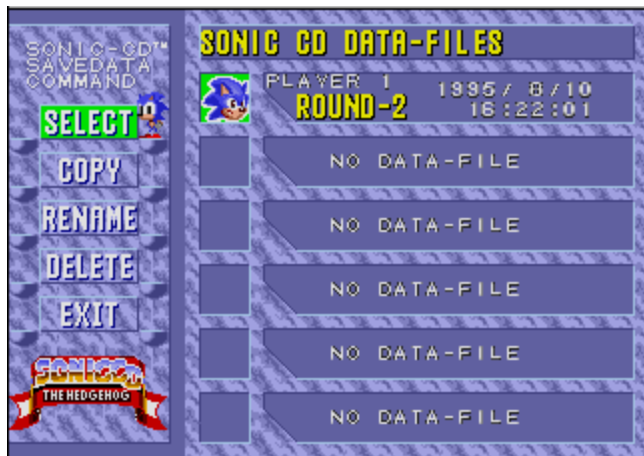 SONIC-CD™
SAVEDATA
COMMAND
SELECT
COPY
RENAME
DELETE
EXIT
SONIC CD
THE HEDGEHOG
SONIC CD DATA-FILES
PLAYER 1
ROUND-2
1995/ 8/10
16:22:01
NO DATA-FILE
NO DATA-FILE
NO DATA-FILE
NO DATA-FILE
NO DATA-FILE